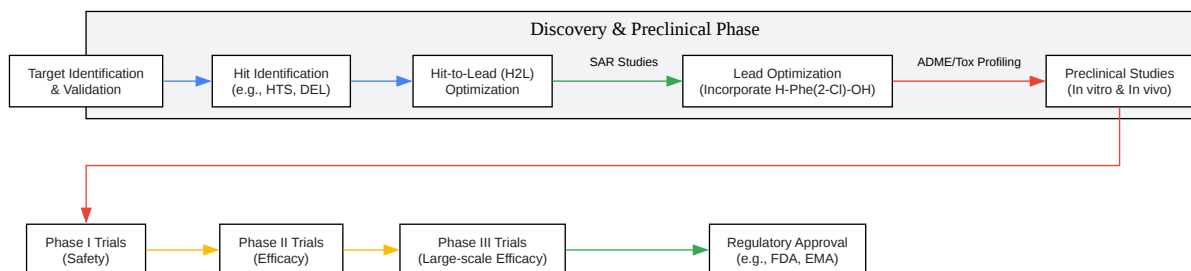 Discovery & Preclinical Phase
Target Identification
& Validation
Hit Identification
(e.g., HTS, DEL)
Hit-to-Lead (H2L)
Optimization
SAR Studies
Lead Optimization
(Incorporate H-Phe(2-Cl)-OH)
ADME/Tox Profiling
Preclinical Studies
(In vitro & In vivo)
Phase I Trials
(Safety)
Phase II Trials
(Efficacy)
Phase III Trials
(Large-scale Efficacy)
Regulatory Approval
(e.g., FDA, EMA)